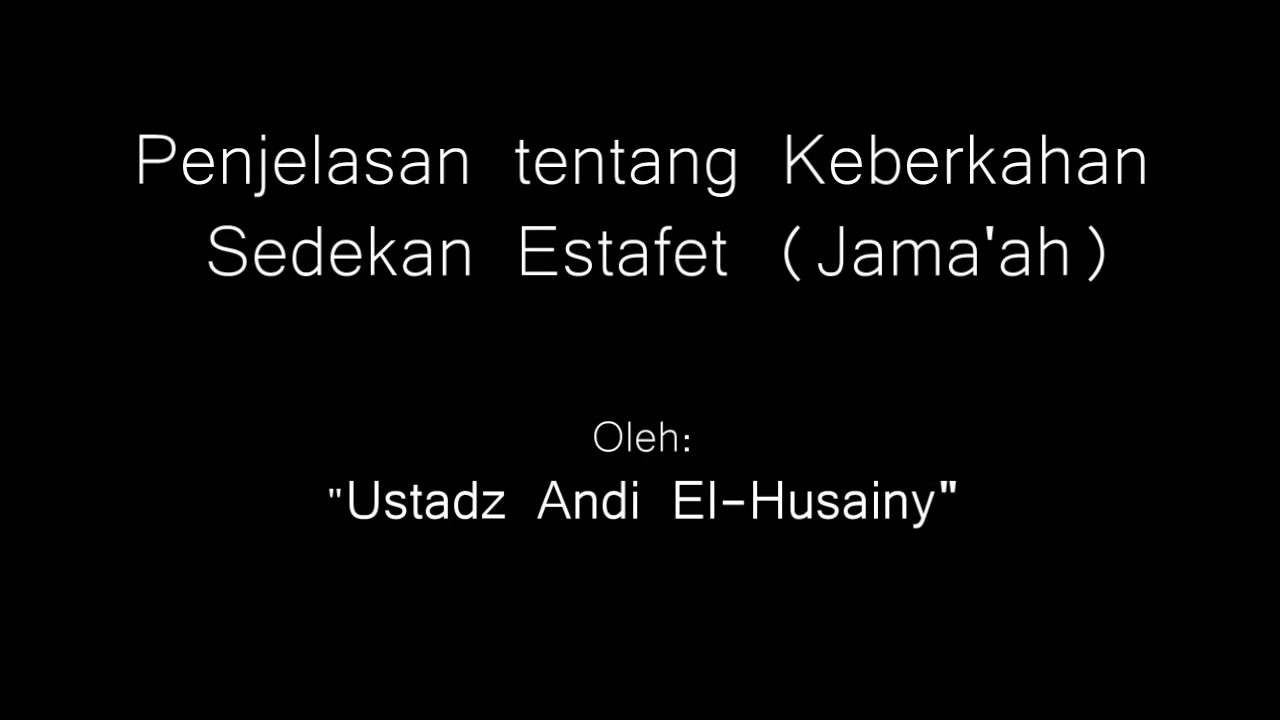 Penjelasan tentang Keberkahan
Sedekan Estafet (Jama'ah)
Oleh:
"Ustadz Andi El-Husainy"